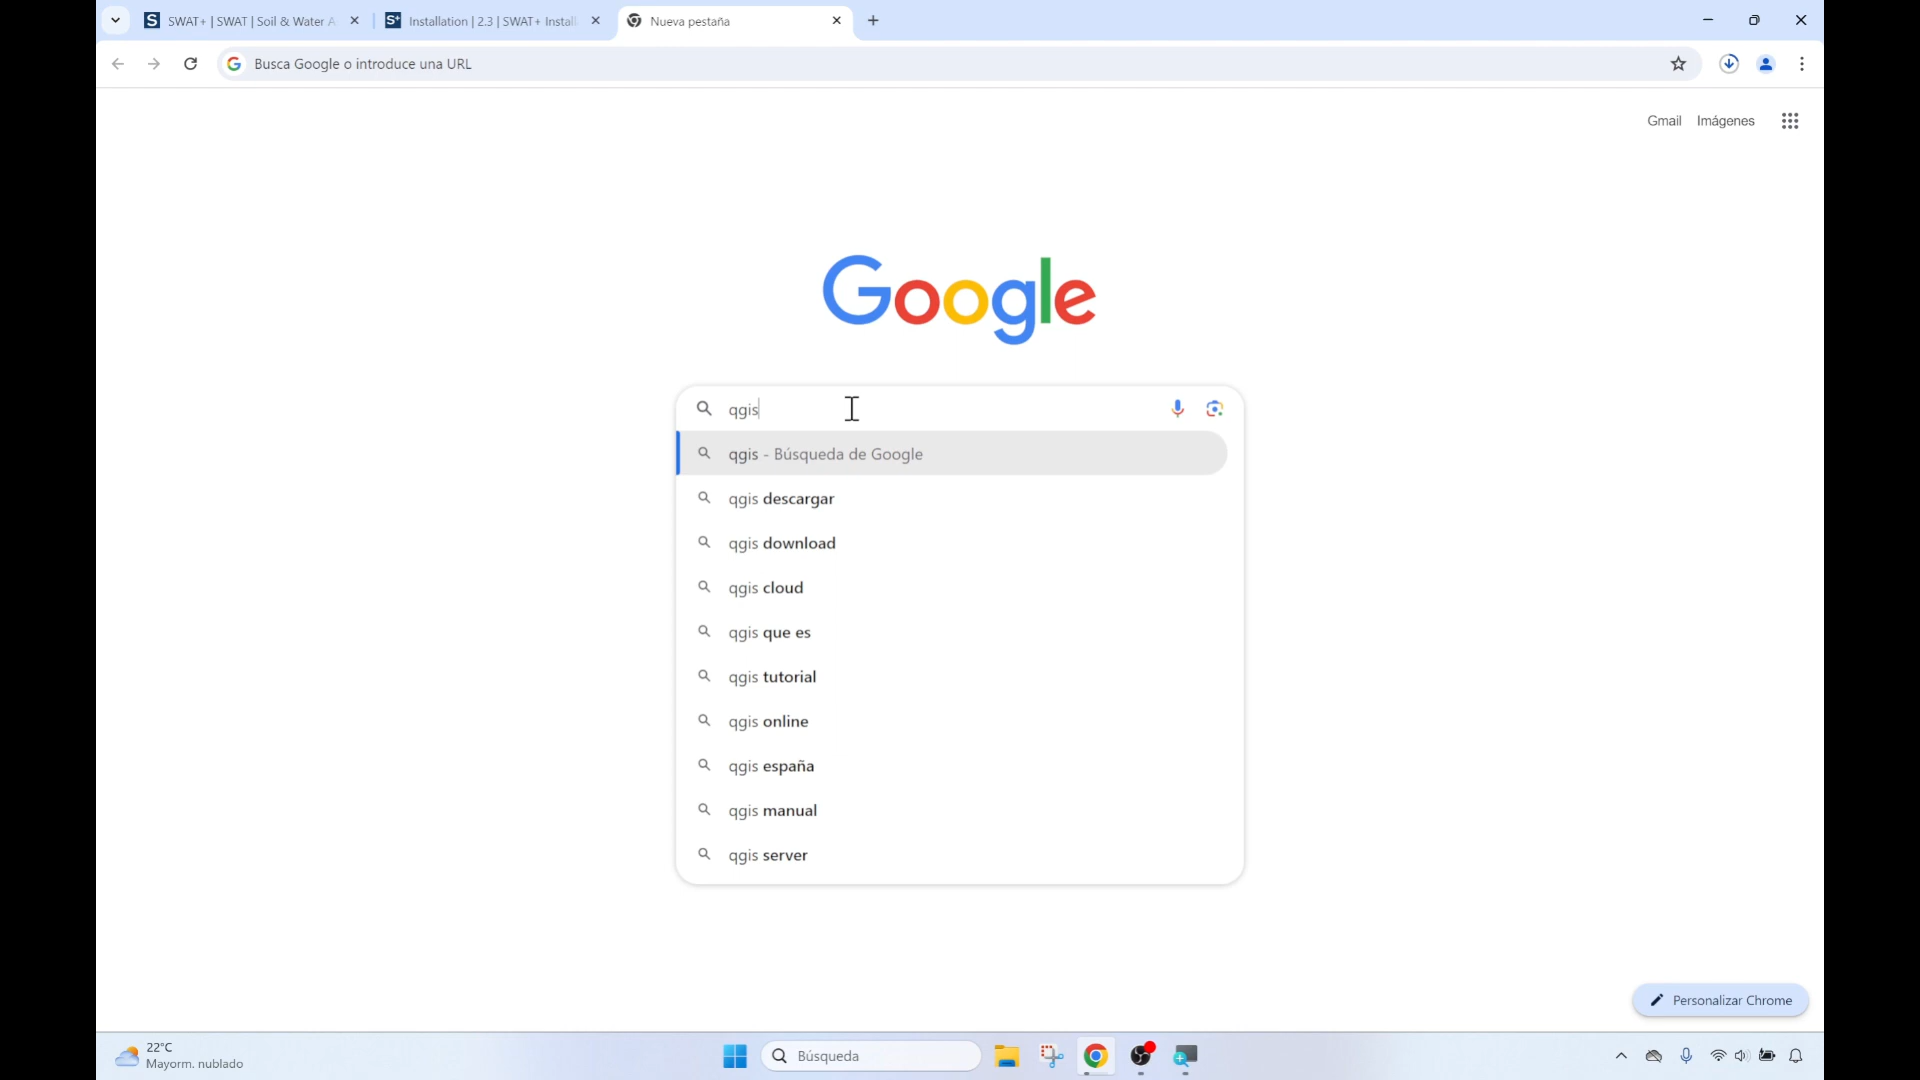 SWAT+ | SWAT | Soil & Water A
Installation | 2.3 | SWAT+ Install
Nueva pestaña
Busca Google o introduce una URL
Gmail Imágenes
Google
qgis
qgis - Búsqueda de Google
qgis descargar
qgis download
qgis cloud
qgis que es
qgis tutorial
qgis online
qgis españa
qgis manual
qgis server
Personalizar Chrome
22°C
Mayorm. nublado
Búsqueda